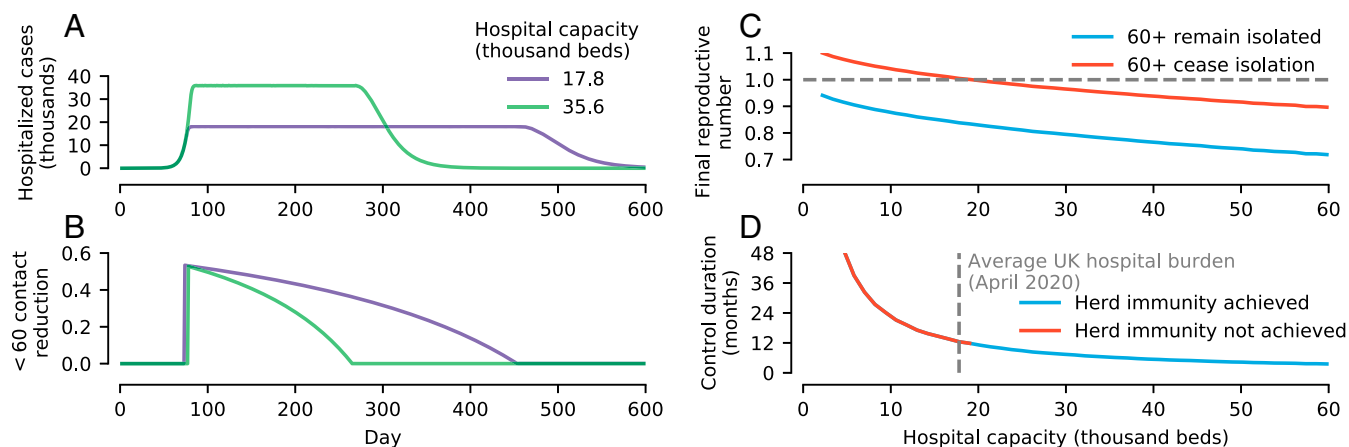 A
Hospitalized cases
(thousands)
40
30
20
10
0
Hospital capacity
(thousand beds)
17.8
35.6
0 100 200 300 400 500 600
B
< 60 contact
reduction
0.6
0.4
0.2
0.0
0 100 200 300 400 500 600
Day
C
Final reproductive
number
1.1
1.0
0.9
0.8
0.7
60+ remain isolated
60+ cease isolation
0 10 20 30 40 50 60
D
Control duration
(months)
48
36
24
12
0
Average UK hospital burden
(April 2020)
Herd immunity achieved
Herd immunity not achieved
0 10 20 30 40 50 60
Hospital capacity (thousand beds)